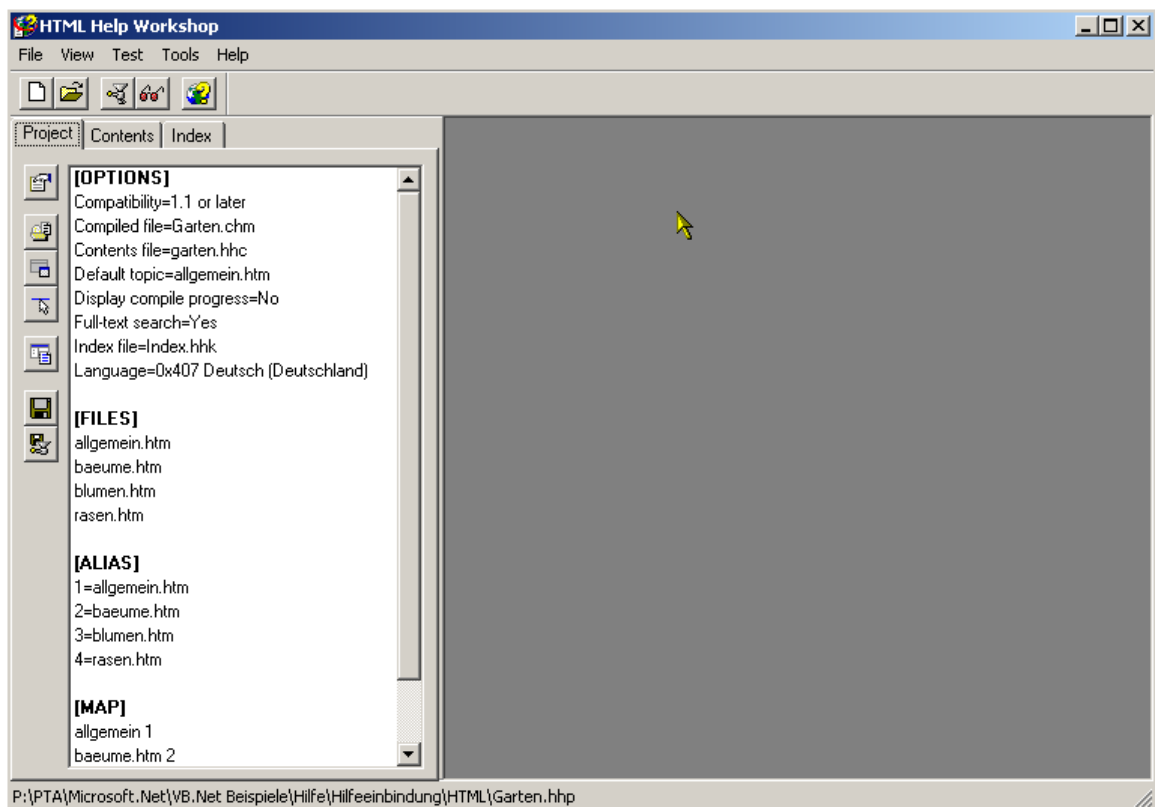 HTML Help Workshop
File View Test Tools Help
Project Contents Index
[OPTIONS]
Compatibility=1.1 or later
Compiled file=Garten.chm
Contents file=garten.hhc
Default topic=allgemein.htm
Display compile progress=No
Full-text search=Yes
Index file=Index.hhk
Language=0x407 Deutsch (Deutschland)
[FILES]
allgemein.htm
baeume.htm
blumen.htm
rasen.htm
[ALIAS]
1=allgemein.htm
2=baeume.htm
3=blumen.htm
4=rasen.htm
[MAP]
allgemein 1
baeume.htm 2
P:\PTA\Microsoft.Net\VB.Net Beispiele\Hilfe\Hilfeeinbindung\HTML\Garten.hhp